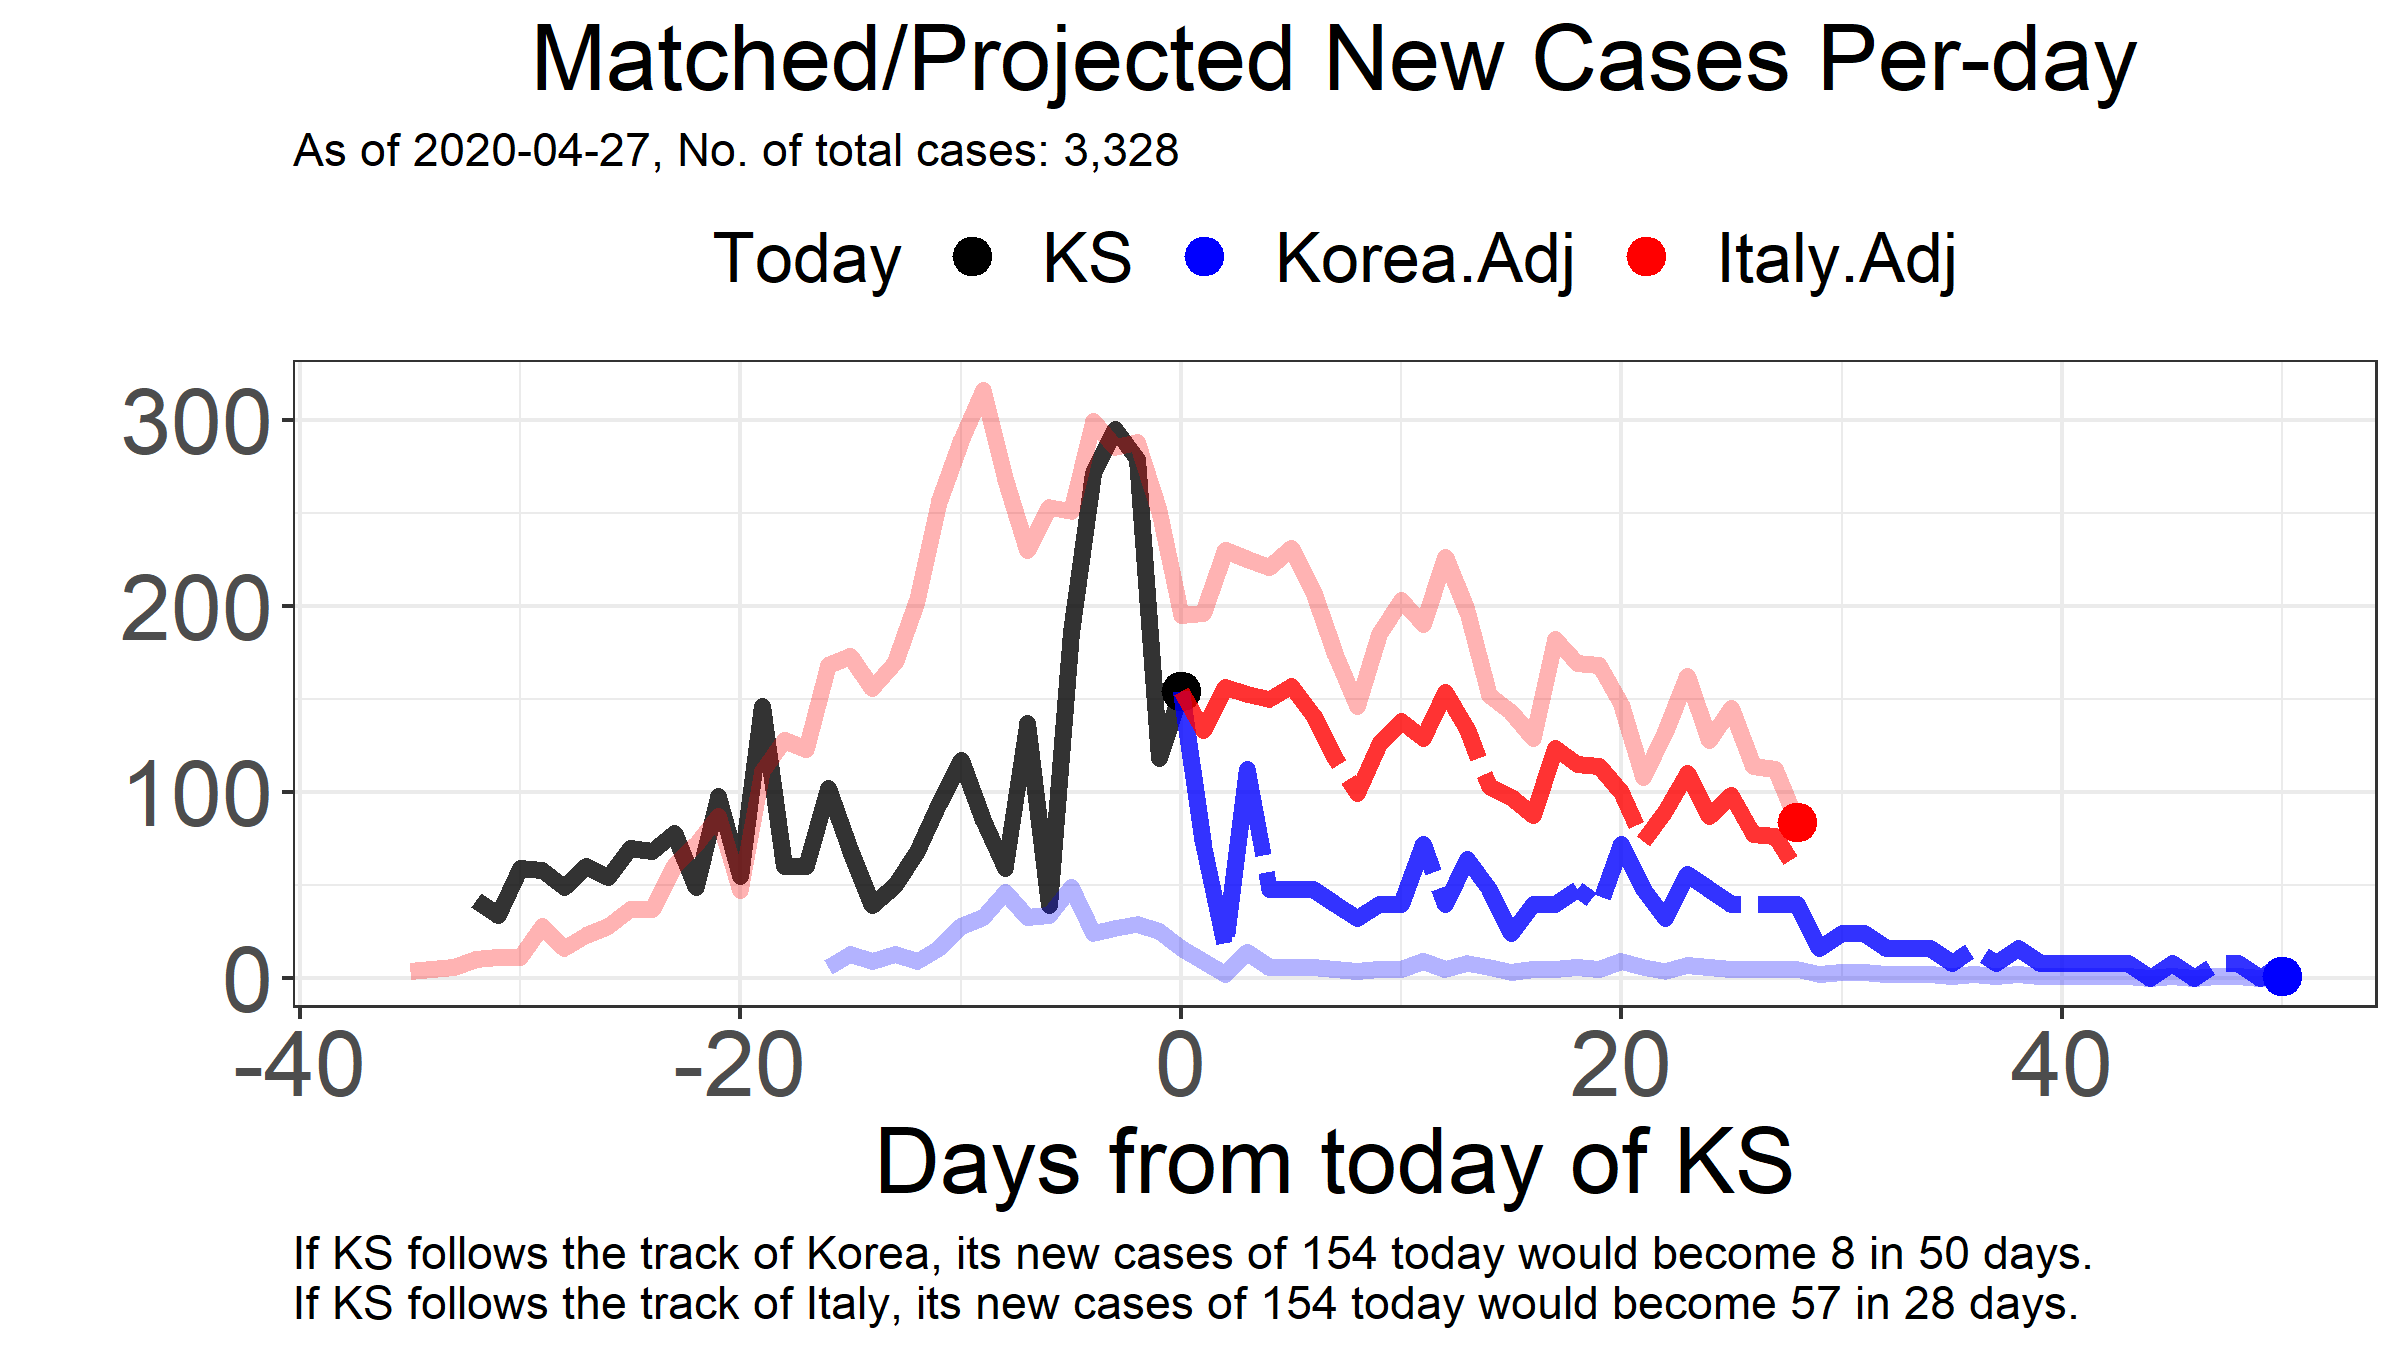 Matched/Projected New Cases Per-day
As of 2020-04-27, No. of total cases: 3,328
Today KS Korea.Adj Italy.Adj
300
200
100
0
-40 -20 0 20 40
Days from today of KS
If KS follows the track of Korea, its new cases of 154 today would become 8 in 50 days.
If KS follows the track of Italy, its new cases of 154 today would become 57 in 28 days.